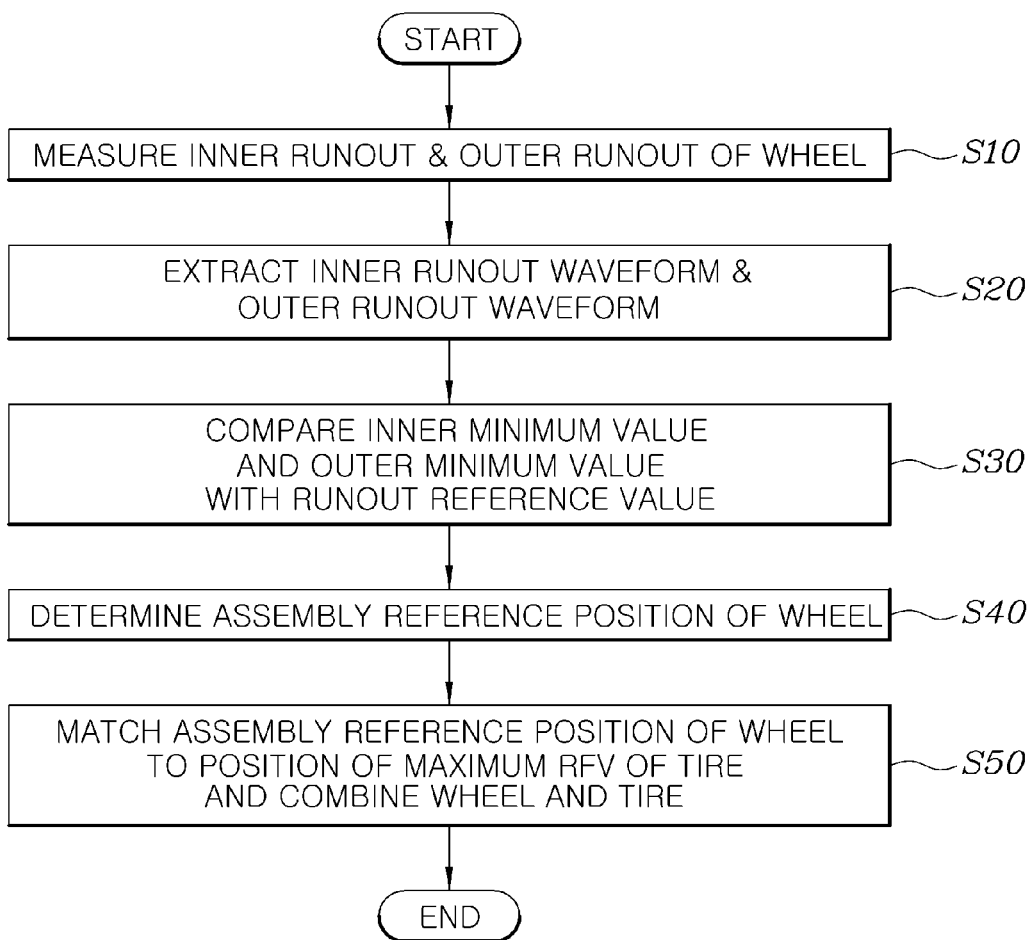 START
MEASURE INNER RUNOUT & OUTER RUNOUT OF WHEEL
S10
EXTRACT INNER RUNOUT WAVEFORM &
OUTER RUNOUT WAVEFORM
S20
COMPARE INNER MINIMUM VALUE
AND OUTER MINIMUM VALUE
WITH RUNOUT REFERENCE VALUE
S30
DETERMINE ASSEMBLY REFERENCE POSITION OF WHEEL
S40
MATCH ASSEMBLY REFERENCE POSITION OF WHEEL
TO POSITION OF MAXIMUM RFV OF TIRE
AND COMBINE WHEEL AND TIRE
S50
END